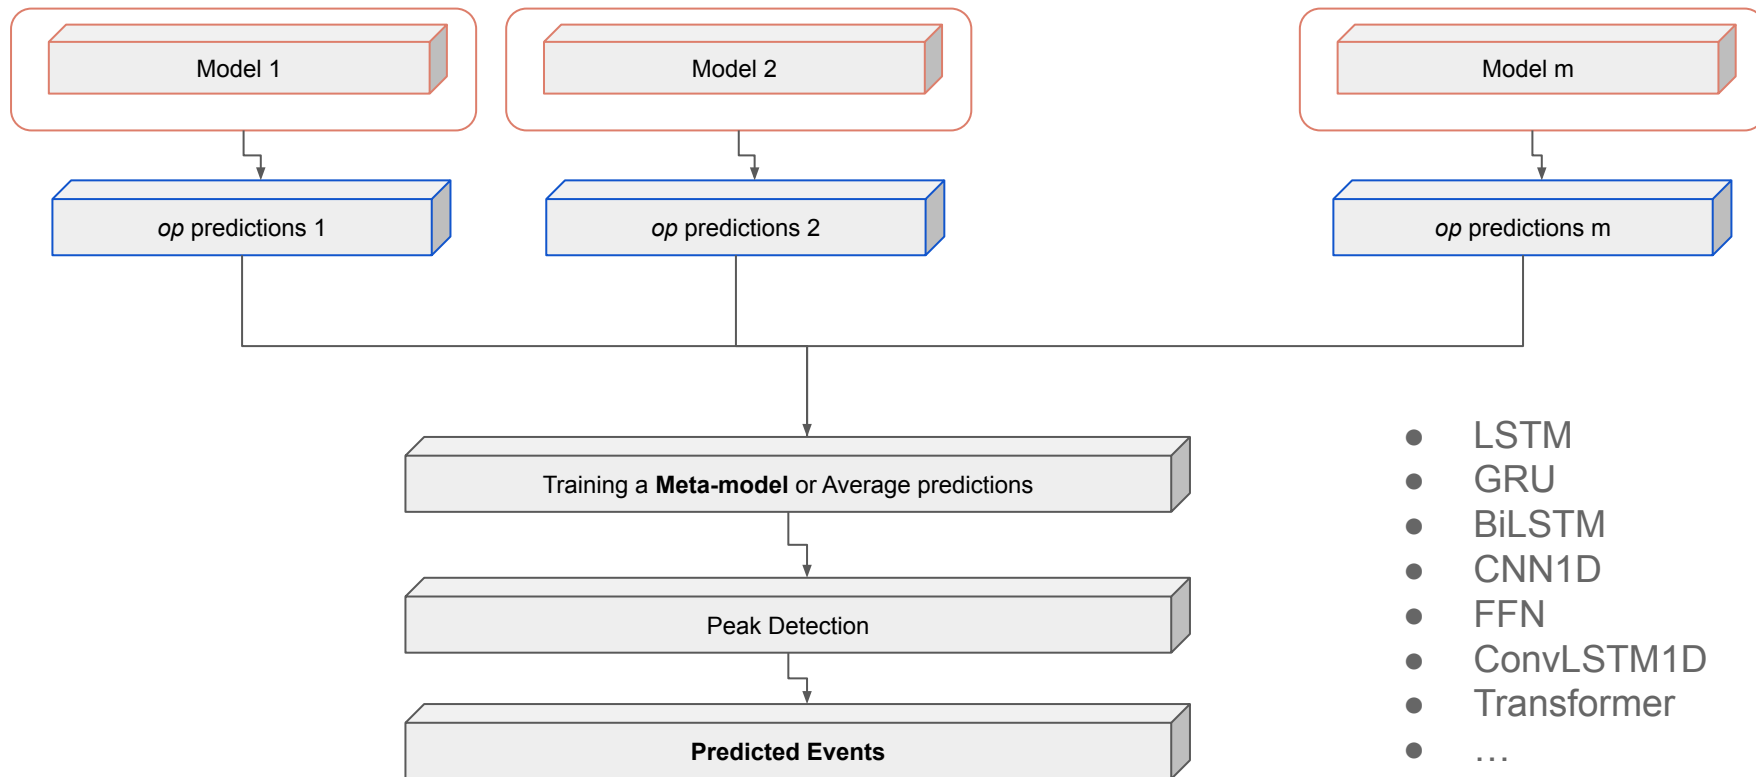 Model 1
Model 2
Model m
op predictions 1
op predictions 2
op predictions m
Training a Meta-model or Average predictions
Peak Detection
Predicted Events
● LSTM
● GRU
● BiLSTM
● CNN1D
● FFN
● ConvLSTM1D
● Transformer
● …